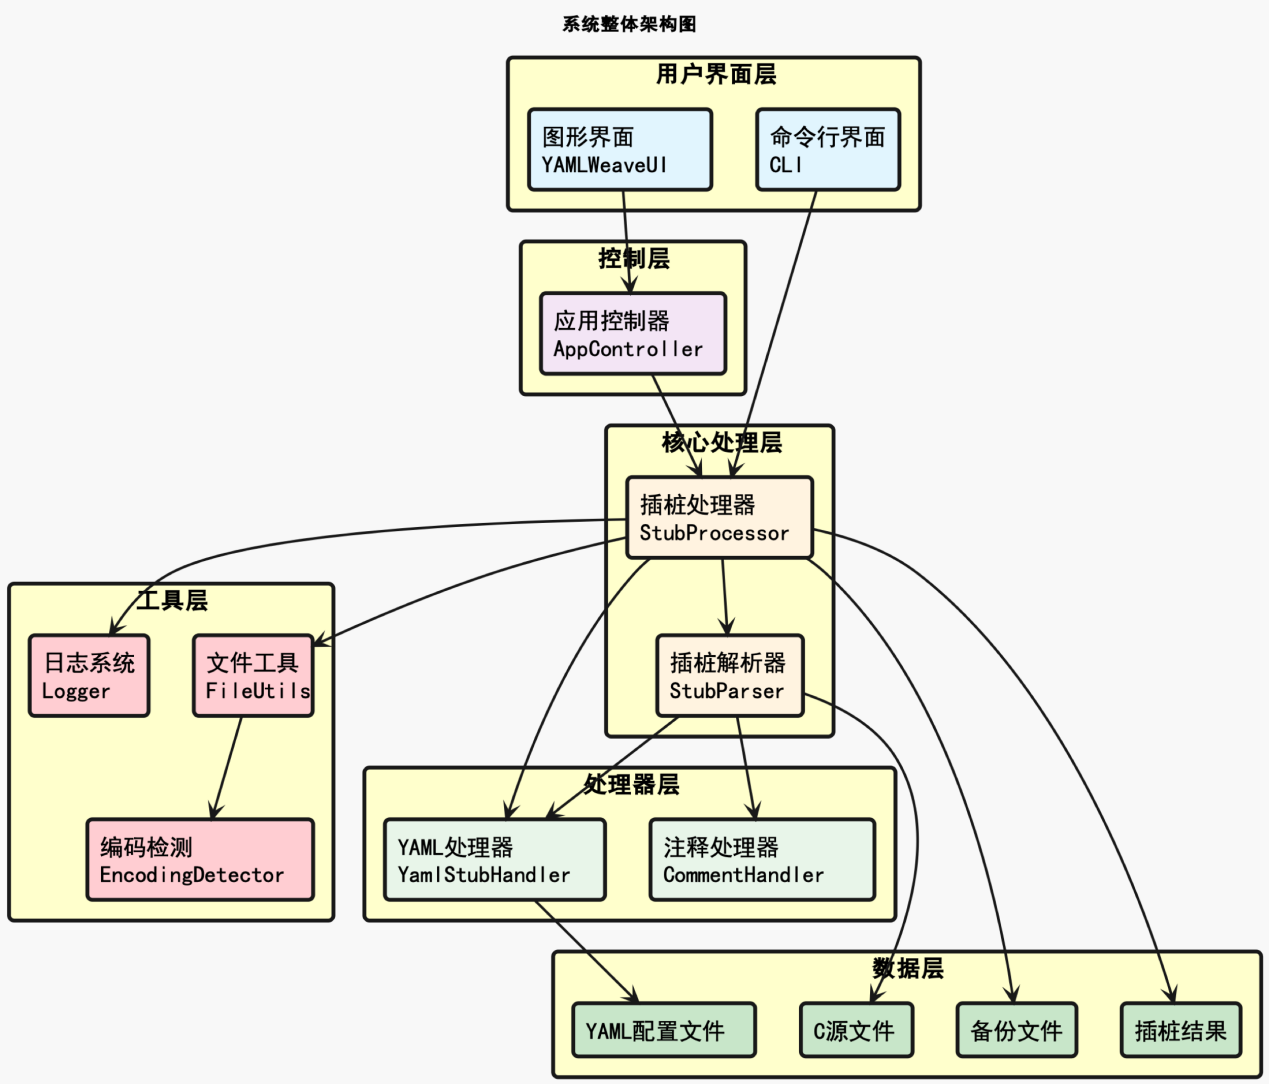 系统整体架构图
用户界面层
图形界面
YAMLWeaveUI
命令行界面
CLI
控制层
应用控制器
AppController
核心处理层
插桩处理器
StubProcessor
工具层
日志系统
Logger
文件工具
FileUtils
插桩解析器
StubParser
处理器层
编码检测
EncodingDetector
YAML处理器
YamlStubHandler
注释处理器
CommentHandler
数据层
YAML配置文件
C源文件
备份文件
插桩结果